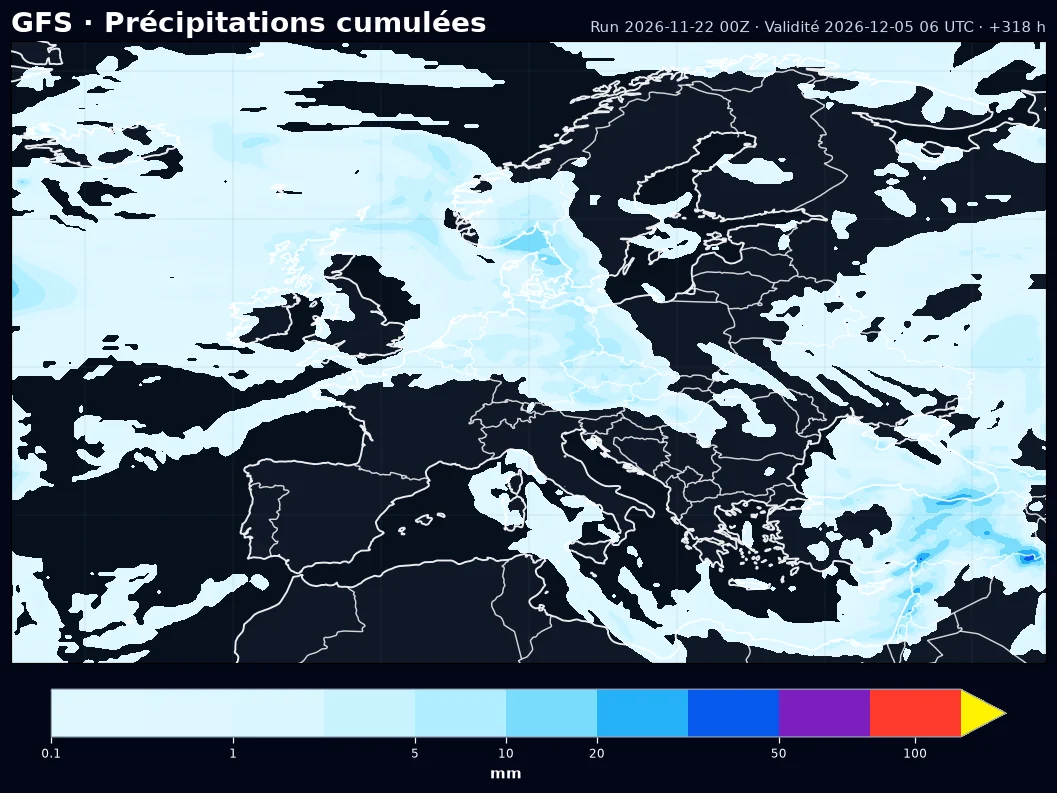 GFS · Précipitations cumulées
Run 2026-11-22 00Z · Validité 2026-12-05 06 UTC · +318 h
0.1 1 5 10 20 50 100
mm